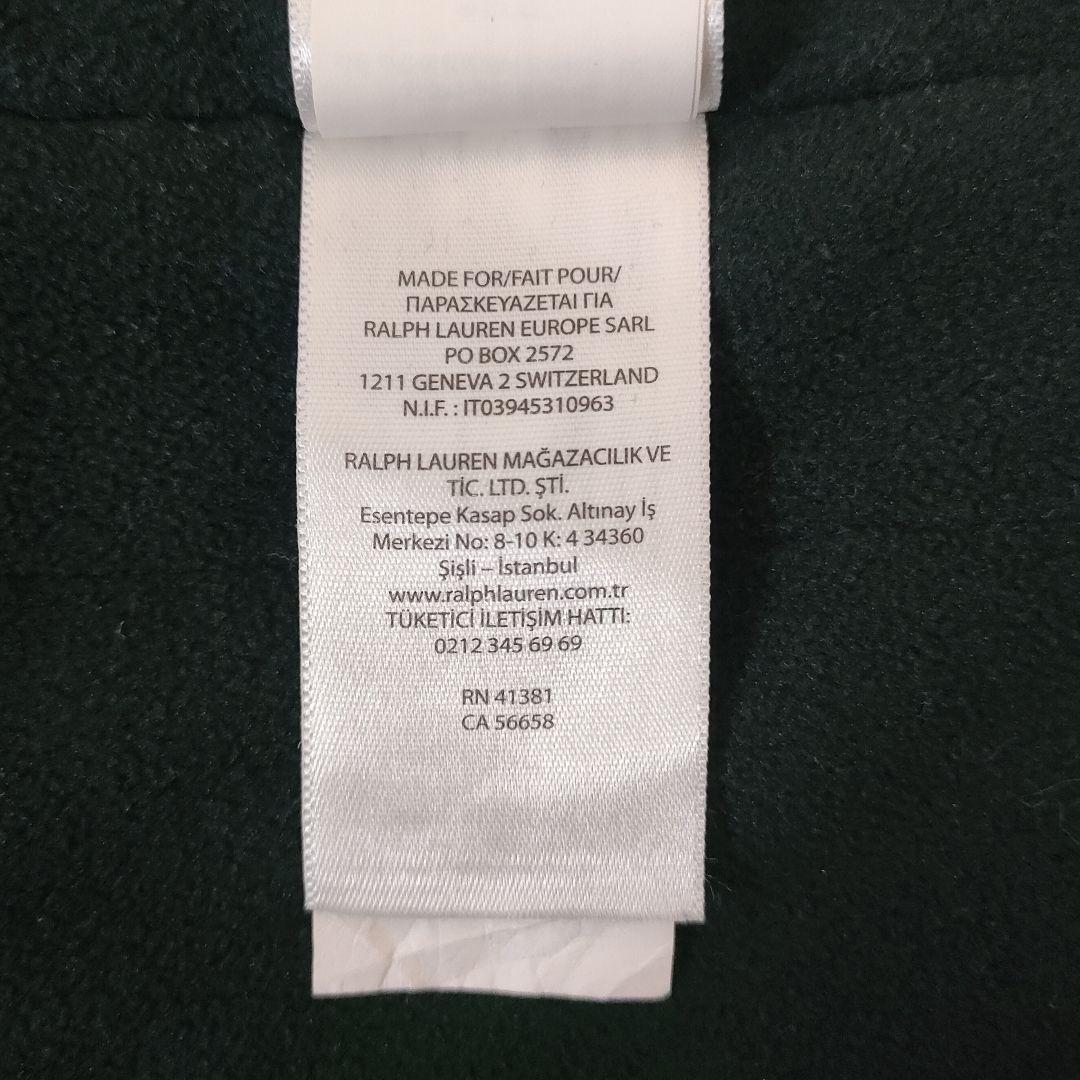 MADE FOR/FAIT POUR/
ΠΑΡΑΣΚΕΥΑΖΕΤΑΙ ΓΙΑ
RALPH LAUREN EUROPE SARL
PO BOX 2572
1211 GENEVA 2 SWITZERLAND
N.I.F. : IT03945310963
RALPH LAUREN MAĞAZACILIK VE
TİC. LTD. ŞTİ.
Esentepe Kasap Sok. Altınay İş
Merkezi No: 8-10 K: 4 34360
Şişli – İstanbul
www.ralphlauren.com.tr
TÜKETİCİ İLETİŞİM HATTI:
0212 345 69 69
RN 41381
CA 56658